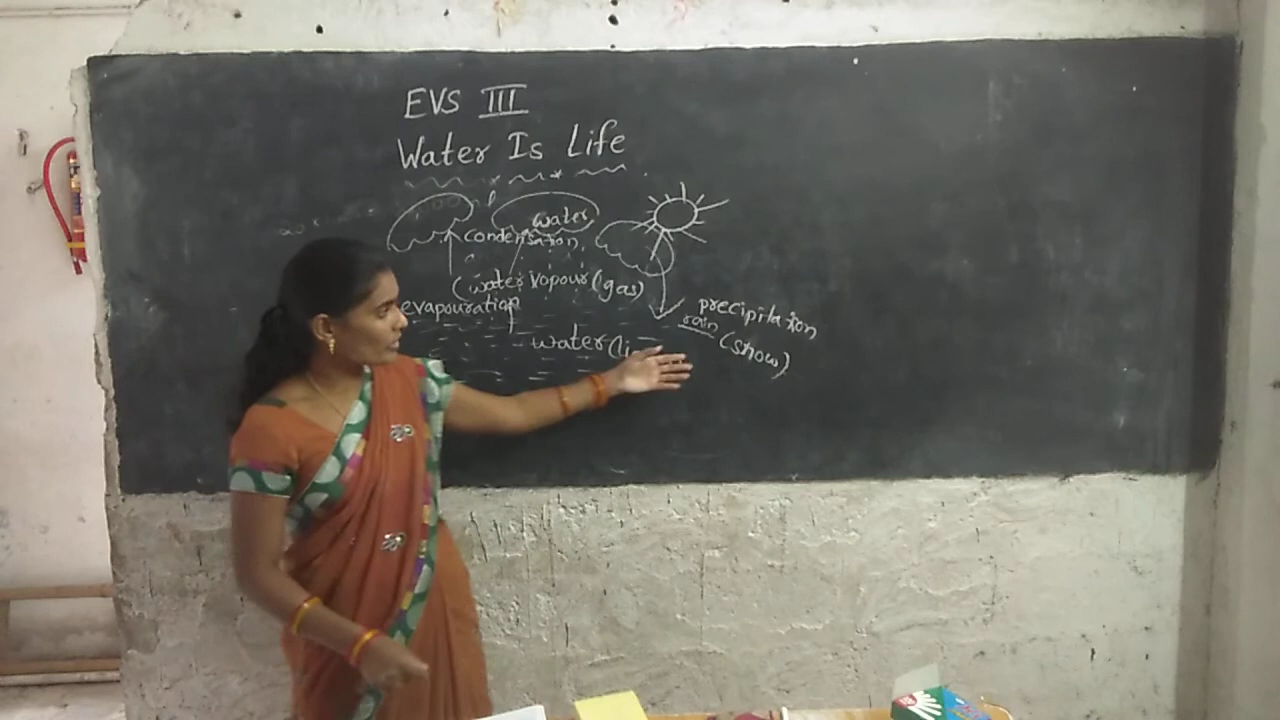 EVS III
Water Is Life
water
condensation
(water vopour (gas)
evapouration
precipitation
rain
(snow)
water (li